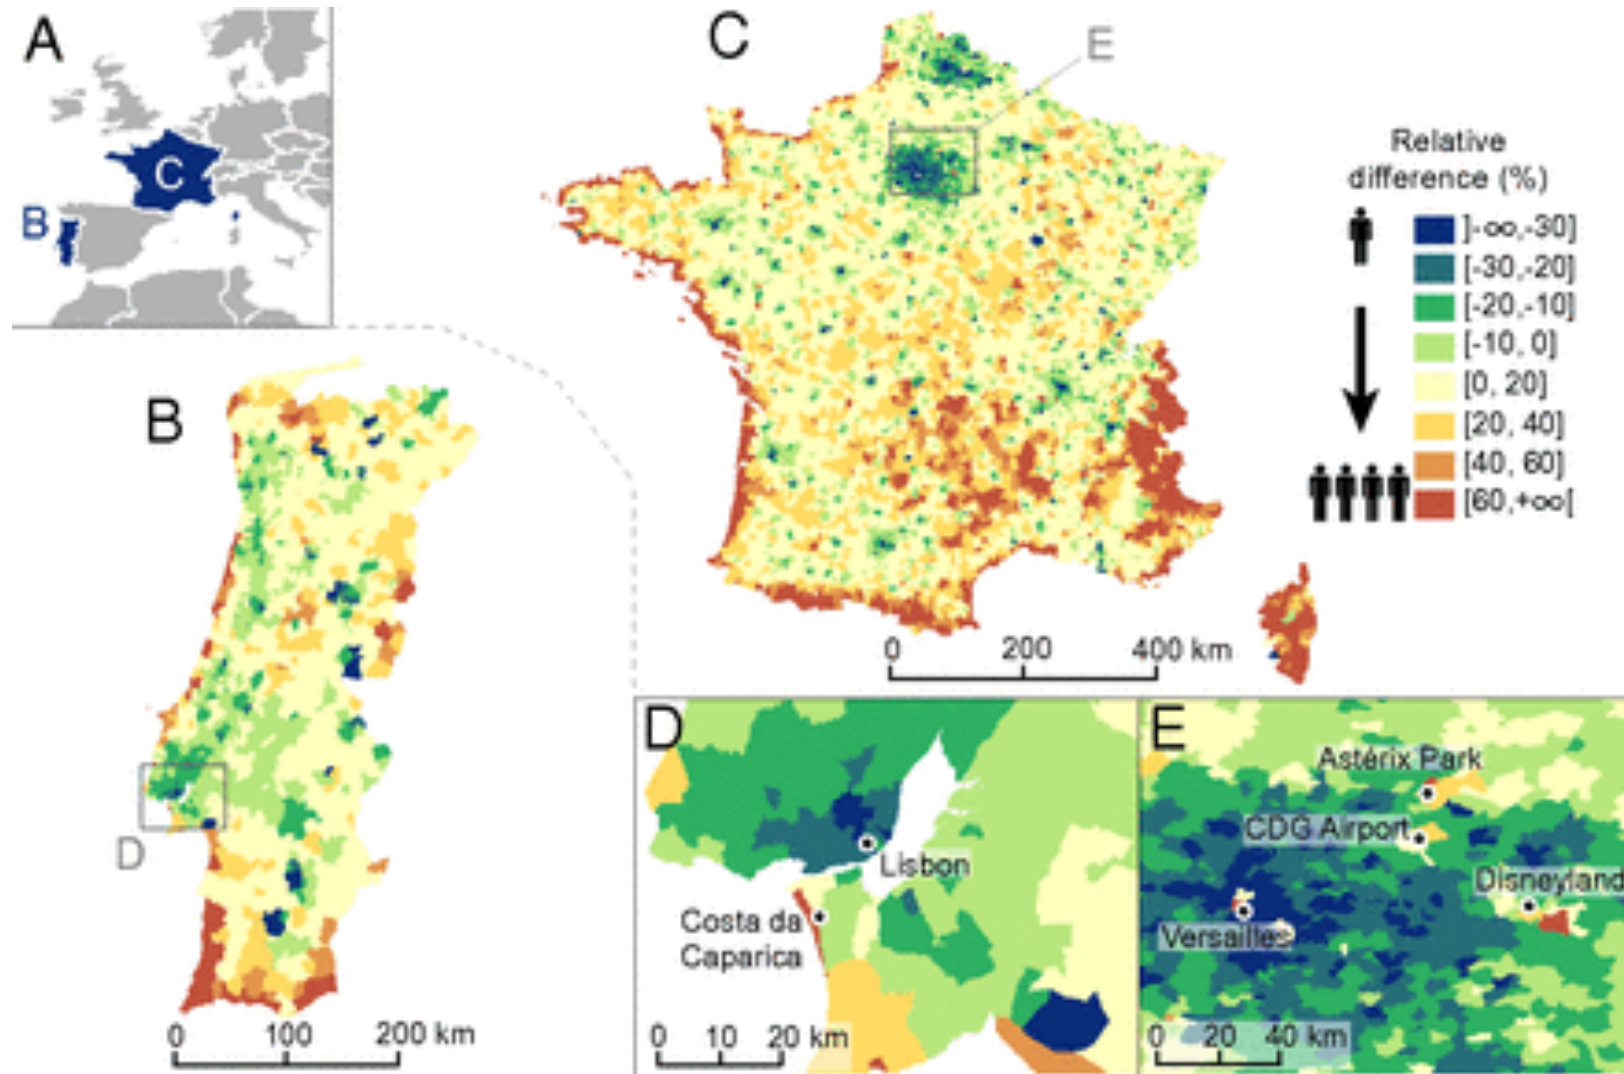 A
B
C
C
E
Relative
difference (%)
]-∞,-30]
[-30,-20]
[-20,-10]
[-10, 0]
[0, 20]
[20, 40]
[40, 60]
[60,+∞[
0 200 400 km
B
D
0 100 200 km
D
Lisbon
Costa da
Caparica
0 10 20 km
E
Astérix Park
CDG Airport
Disneyland
Versailles
0 20 40 km